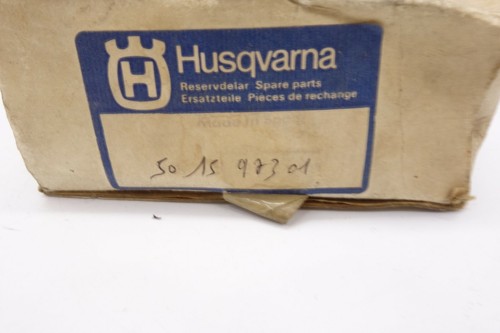 H Husqvarna
Reservdelar Spare parts
Ersatzteile Pièces de rechange
50 15 973 01